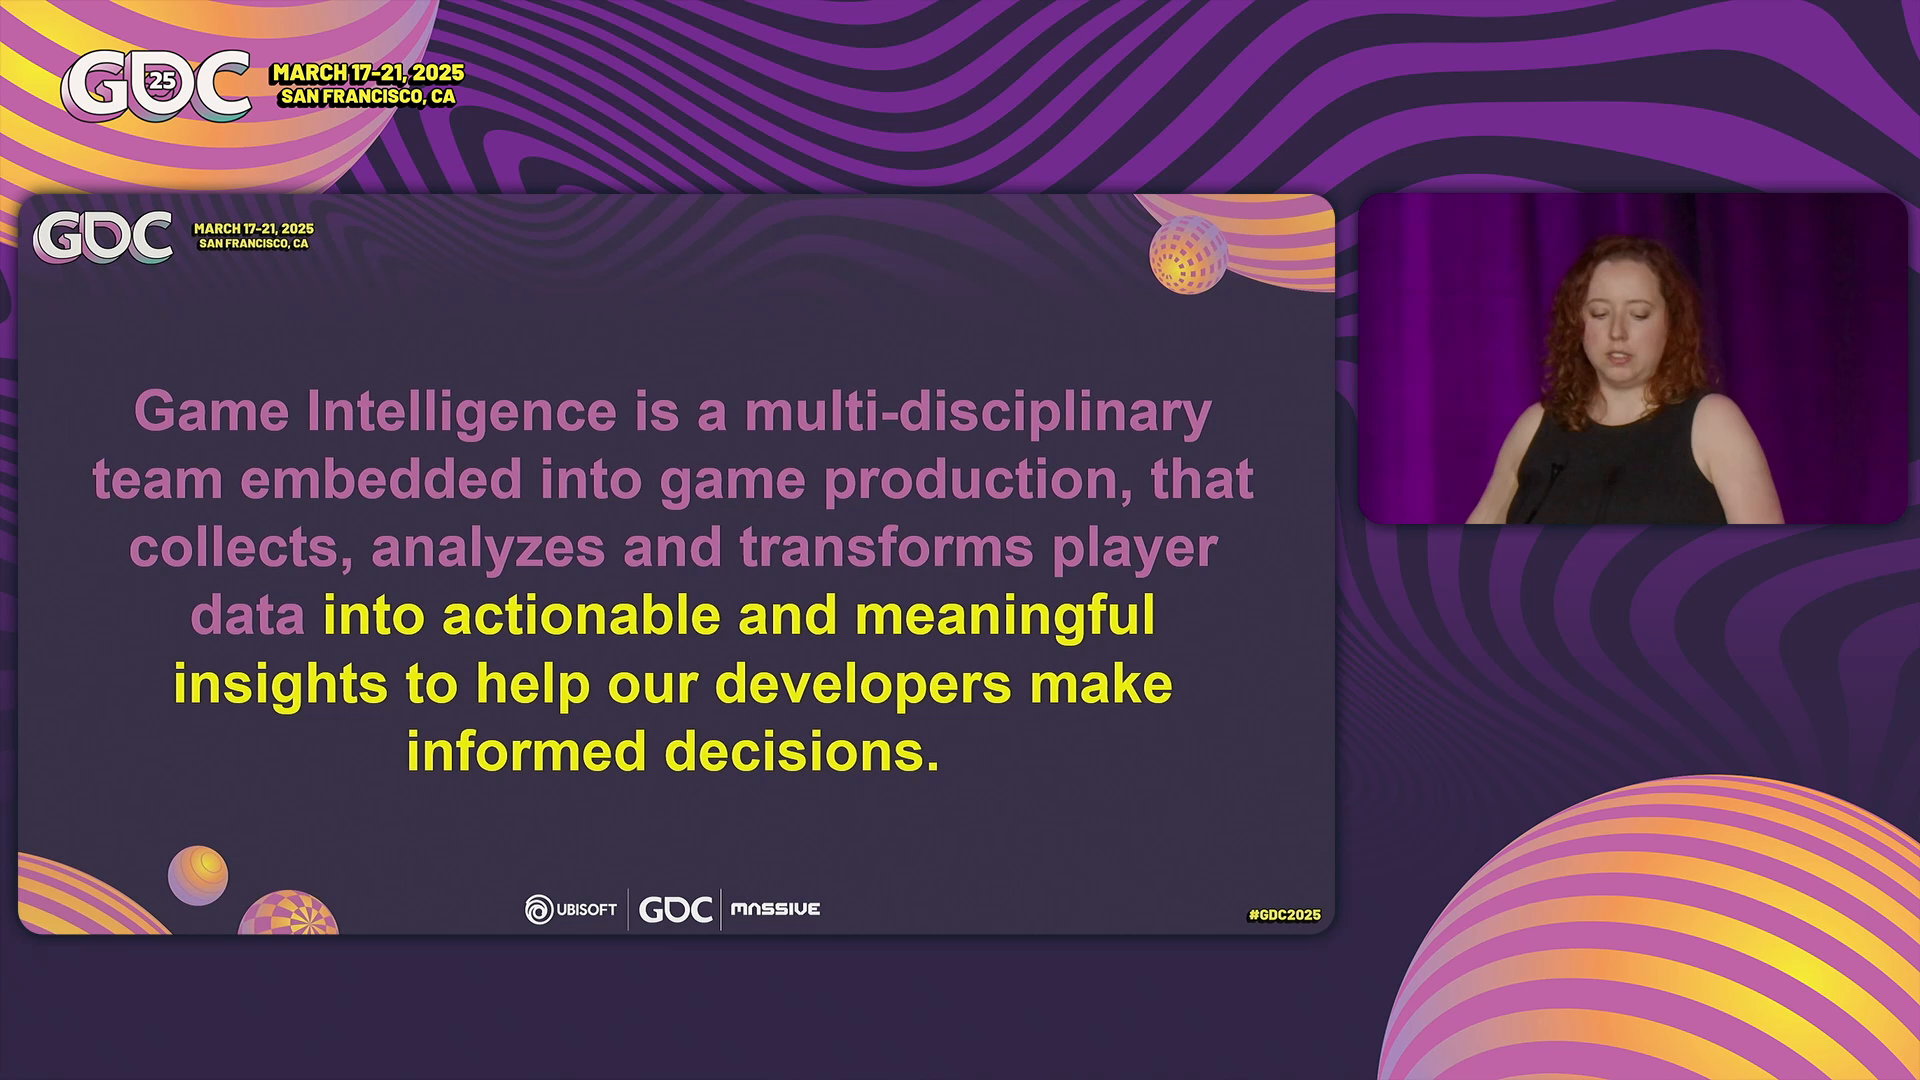 GDC 25
MARCH 17-21, 2025
SAN FRANCISCO, CA
GDC
MARCH 17-21, 2025
SAN FRANCISCO, CA
Game Intelligence is a multi-disciplinary
team embedded into game production, that
collects, analyzes and transforms player
data into actionable and meaningful
insights to help our developers make
informed decisions.
UBISOFT GDC MASSIVE
#GDC2025